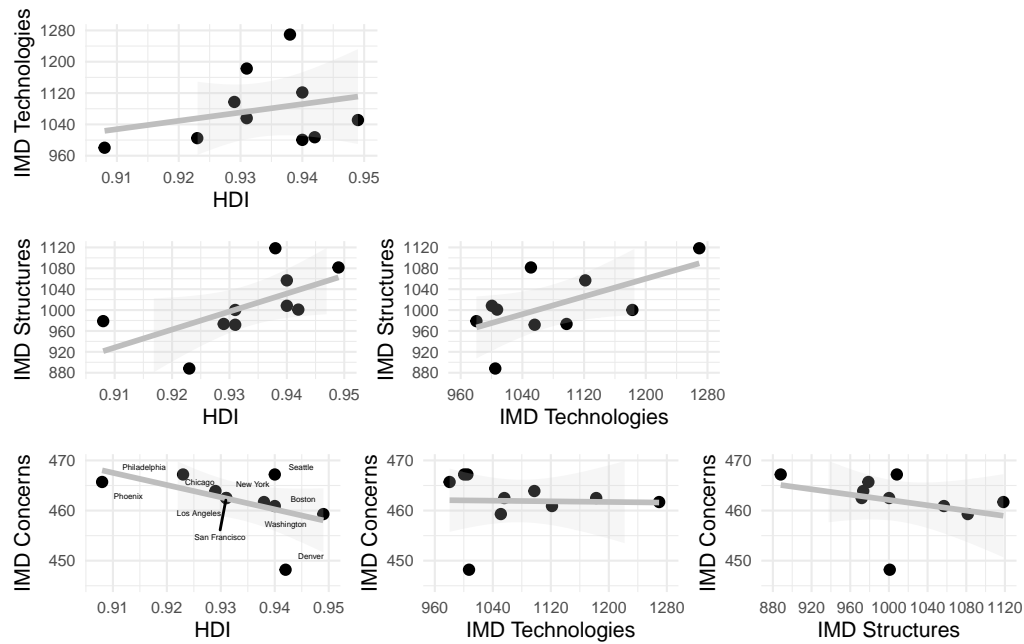 1280
1200
1120
1040
960
IMD Technologies
0.91 0.92 0.93 0.94 0.95
HDI
1120
1080
1040
1000
960
920
880
IMD Structures
0.91 0.92 0.93 0.94 0.95
HDI
1120
1080
1040
1000
960
920
880
IMD Structures
960 1040 1120 1200 1280
IMD Technologies
470
460
450
IMD Concerns
Philadelphia
Seattle
Chicago
New York
Phoenix
Boston
Los Angeles
Washington
San Francisco
Denver
0.91 0.92 0.93 0.94 0.95
HDI
470
460
450
IMD Concerns
960 1040 1120 1200 1280
IMD Technologies
470
460
450
IMD Concerns
880 920 960 1000 1040 1080 1120
IMD Structures